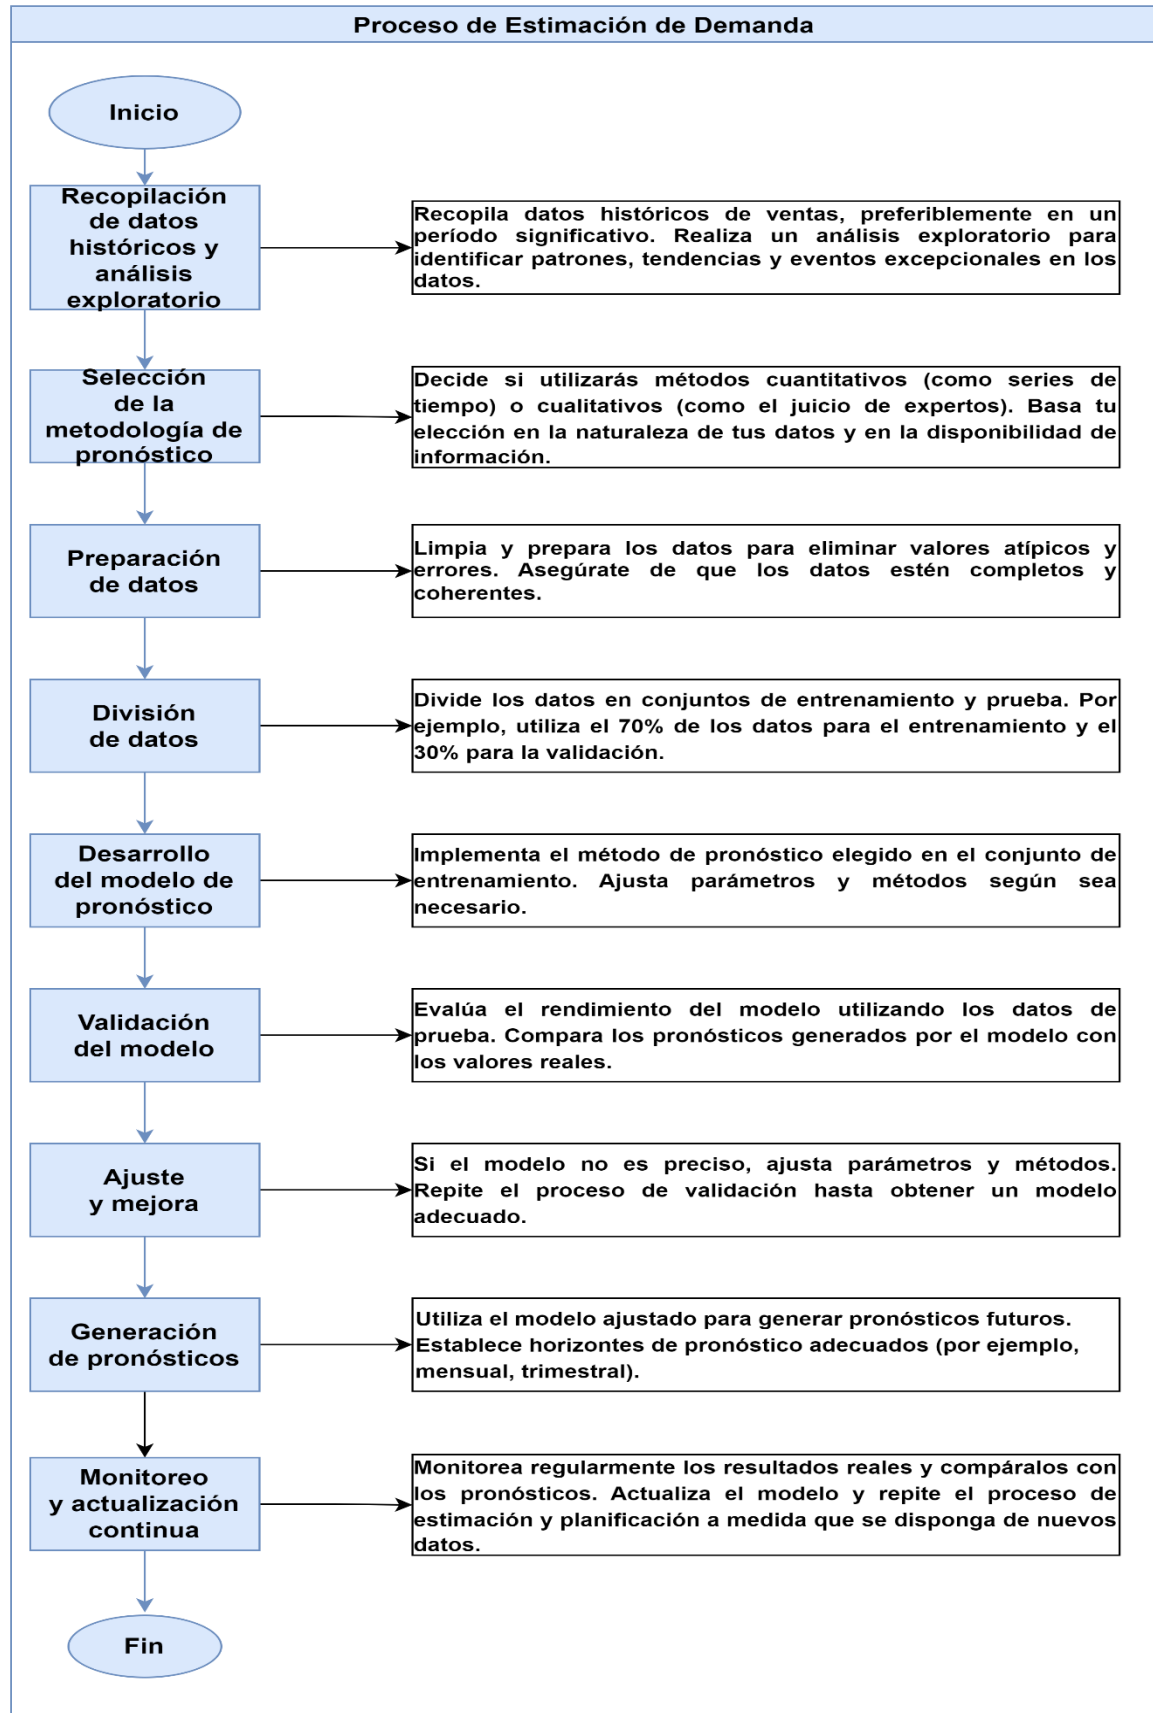 Proceso de Estimación de Demanda
Inicio
Recopilación
de datos
históricos y
análisis
exploratorio
Recopila datos históricos de ventas, preferiblemente en un
período significativo. Realiza un análisis exploratorio para
identificar patrones, tendencias y eventos excepcionales en los
datos.
Selección
de la
metodología de
pronóstico
Decide si utilizarás métodos cuantitativos (como series de
tiempo) o cualitativos (como el juicio de expertos). Basa tu
elección en la naturaleza de tus datos y en la disponibilidad de
información.
Preparación
de datos
Limpia y prepara los datos para eliminar valores atípicos y
errores. Asegúrate de que los datos estén completos y
coherentes.
División
de datos
Divide los datos en conjuntos de entrenamiento y prueba. Por
ejemplo, utiliza el 70% de los datos para el entrenamiento y el
30% para la validación.
Desarrollo
del modelo de
pronóstico
Implementa el método de pronóstico elegido en el conjunto de
entrenamiento. Ajusta parámetros y métodos según sea
necesario.
Validación
del modelo
Evalúa el rendimiento del modelo utilizando los datos de
prueba. Compara los pronósticos generados por el modelo con
los valores reales.
Ajuste
y mejora
Si el modelo no es preciso, ajusta parámetros y métodos.
Repite el proceso de validación hasta obtener un modelo
adecuado.
Generación
de pronósticos
Utiliza el modelo ajustado para generar pronósticos futuros.
Establece horizontes de pronóstico adecuados (por ejemplo,
mensual, trimestral).
Monitoreo
y actualización
continua
Monitorea regularmente los resultados reales y compáralos con
los pronósticos. Actualiza el modelo y repite el proceso de
estimación y planificación a medida que se disponga de nuevos
datos.
Fin